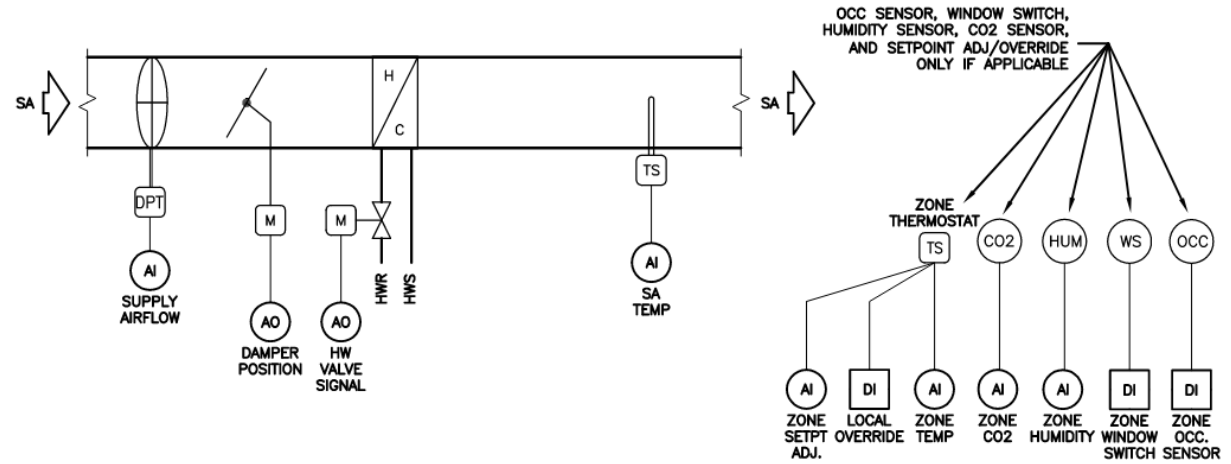 OCC SENSOR, WINDOW SWITCH,
HUMIDITY SENSOR, CO2 SENSOR,
AND SETPOINT ADJ/OVERRIDE
ONLY IF APPLICABLE
SA
H
C
SA
DPT
M
M
TS
AI
SUPPLY
AIRFLOW
AO
DAMPER
POSITION
AO
HW
VALVE
SIGNAL
HWR
HWS
AI
SA
TEMP
ZONE
THERMOSTAT
TS
CO2
HUM
WS
OCC
AI
ZONE
SETPT
ADJ.
DI
LOCAL
OVERRIDE
AI
ZONE
TEMP
AI
ZONE
CO2
AI
ZONE
HUMIDITY
DI
ZONE
WINDOW
SWITCH
DI
ZONE
OCC.
SENSOR